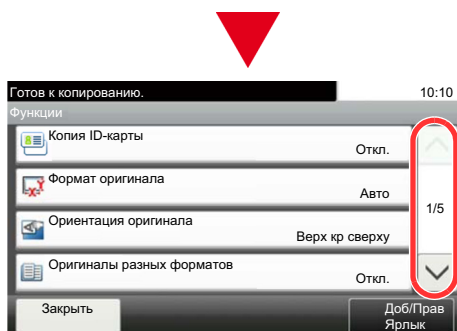 Готов к копированию. 10:10
Функции
Копия ID-карты
Откл.
Формат оригинала
Авто
1/5
Ориентация оригинала
Верх кр сверху
Оригиналы разных форматов
Откл.
Закрыть
Доб/Прав
Ярлык